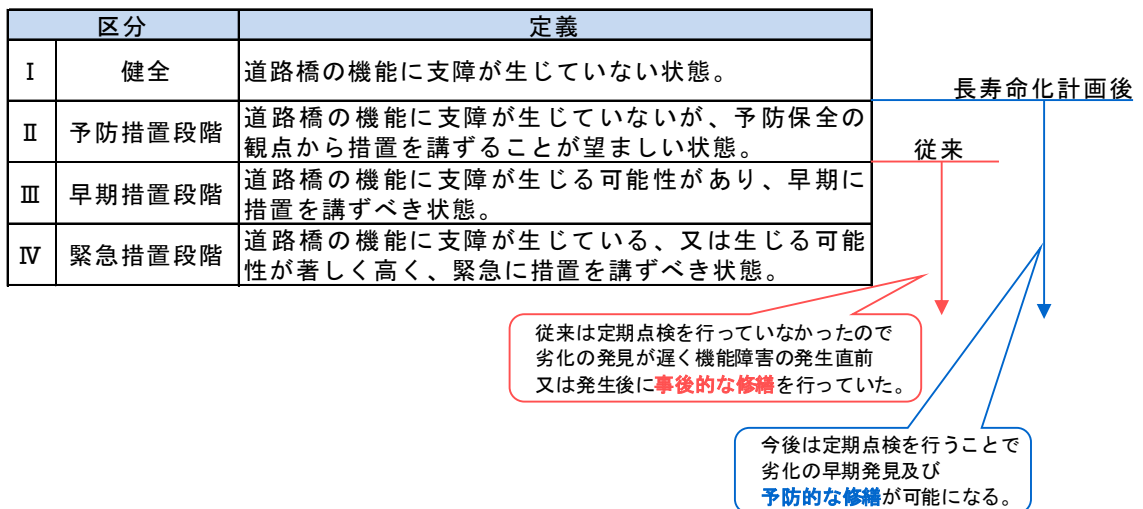 区分 定義
Ⅰ 健全 道路橋の機能に支障が生じていない状態。
長寿命化計画後
Ⅱ 予防措置段階 道路橋の機能に支障が生じていないが、予防保全の
観点から措置を講ずることが望ましい状態。
従来
Ⅲ 早期措置段階 道路橋の機能に支障が生じる可能性があり、早期に
措置を講ずべき状態。
Ⅳ 緊急措置段階 道路橋の機能に支障が生じている、又は生じる可能
性が著しく高く、緊急に措置を講ずべき状態。
従来は定期点検を行っていなかったので
劣化の発見が遅く機能障害の発生直前
又は発生後に事後的な修繕を行っていた。
今後は定期点検を行うことで
劣化の早期発見及び
予防的な修繕が可能になる。